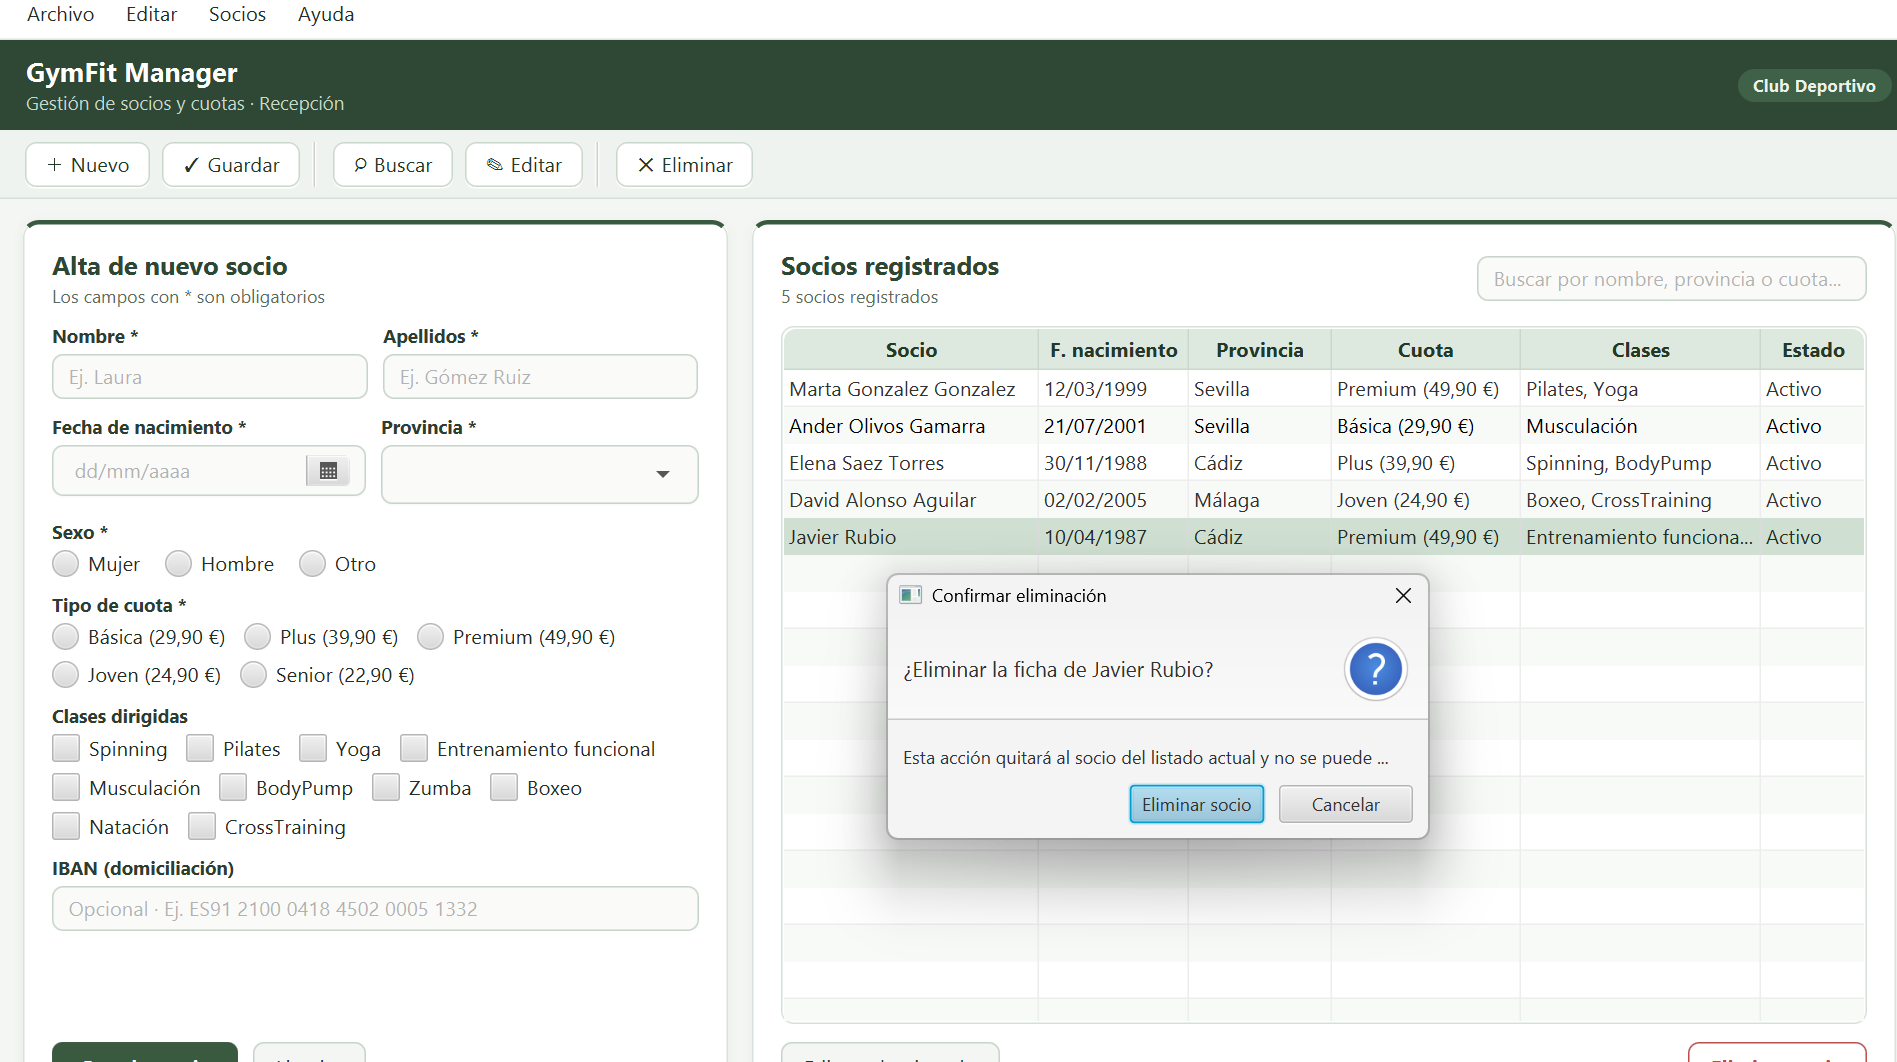 Archivo Editar Socios Ayuda
GymFit Manager
Gestión de socios y cuotas · Recepción
Club Deportivo
+ Nuevo ✓ Guardar Buscar Editar ✕ Eliminar
Alta de nuevo socio
Los campos con * son obligatorios
Nombre * Apellidos *
Ej. Laura Ej. Gómez Ruiz
Fecha de nacimiento * Provincia *
dd/mm/aaaa
Sexo *
Mujer Hombre Otro
Tipo de cuota *
Básica (29,90 €) Plus (39,90 €) Premium (49,90 €)
Joven (24,90 €) Senior (22,90 €)
Clases dirigidas
Spinning Pilates Yoga Entrenamiento funcional
Musculación BodyPump Zumba Boxeo
Natación CrossTraining
IBAN (domiciliación)
Opcional · Ej. ES91 2100 0418 4502 0005 1332
Socios registrados
5 socios registrados
Buscar por nombre, provincia o cuota...
Socio F. nacimiento Provincia Cuota Clases Estado
Marta Gonzalez Gonzalez 12/03/1999 Sevilla Premium (49,90 €) Pilates, Yoga Activo
Ander Olivos Gamarra 21/07/2001 Sevilla Básica (29,90 €) Musculación Activo
Elena Saez Torres 30/11/1988 Cádiz Plus (39,90 €) Spinning, BodyPump Activo
David Alonso Aguilar 02/02/2005 Málaga Joven (24,90 €) Boxeo, CrossTraining Activo
Javier Rubio 10/04/1987 Cádiz Premium (49,90 €) Entrenamiento funciona... Activo
Confirmar eliminación
¿Eliminar la ficha de Javier Rubio?
Esta acción quitará al socio del listado actual y no se puede ...
Eliminar socio Cancelar